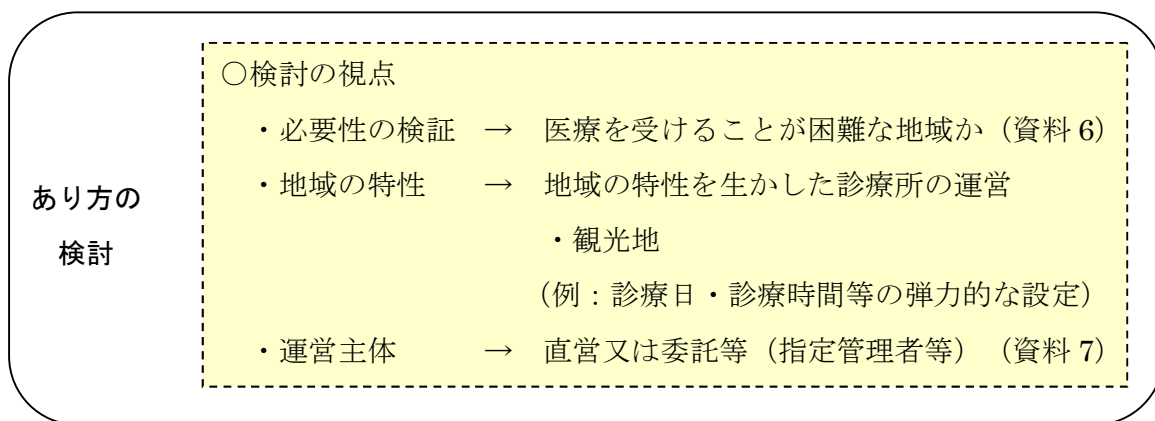 あり方の
検討
○検討の視点
・必要性の検証 → 医療を受けることが困難な地域か（資料 6）
・地域の特性 → 地域の特性を生かした診療所の運営
・観光地
（例：診療日・診療時間等の弾力的な設定）
・運営主体 → 直営又は委託等（指定管理者等）（資料 7）